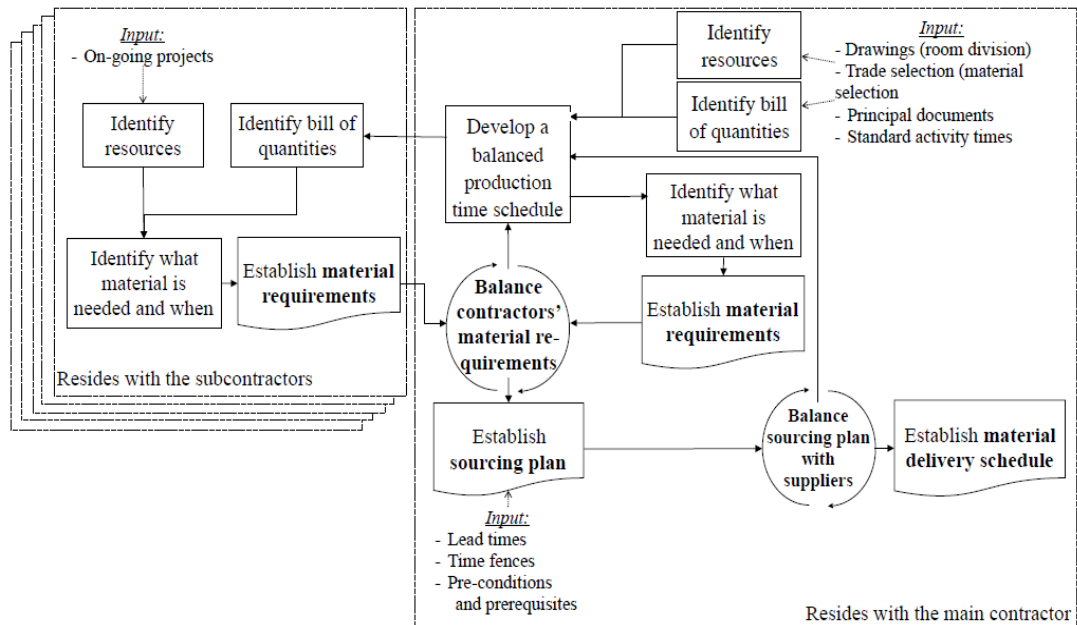 Input:
- On-going projects
Identify
resources
Identify bill of
quantities
Identify what
material is
needed and when
Establish material
requirements
Resides with the subcontractors
Develop a
balanced
production
time schedule
Identify
resources
Identify bill
of quantities
Input:
- Drawings (room division)
- Trade selection (material
selection
- Principal documents
- Standard activity times
Identify what
material is
needed and when
Establish material
requirements
Balance
contractors'
material re-
quirements
Establish
sourcing plan
Input:
- Lead times
- Time fences
- Pre-conditions
and prerequisites
Balance
sourcing plan
with
suppliers
Establish material
delivery schedule
Resides with the main contractor